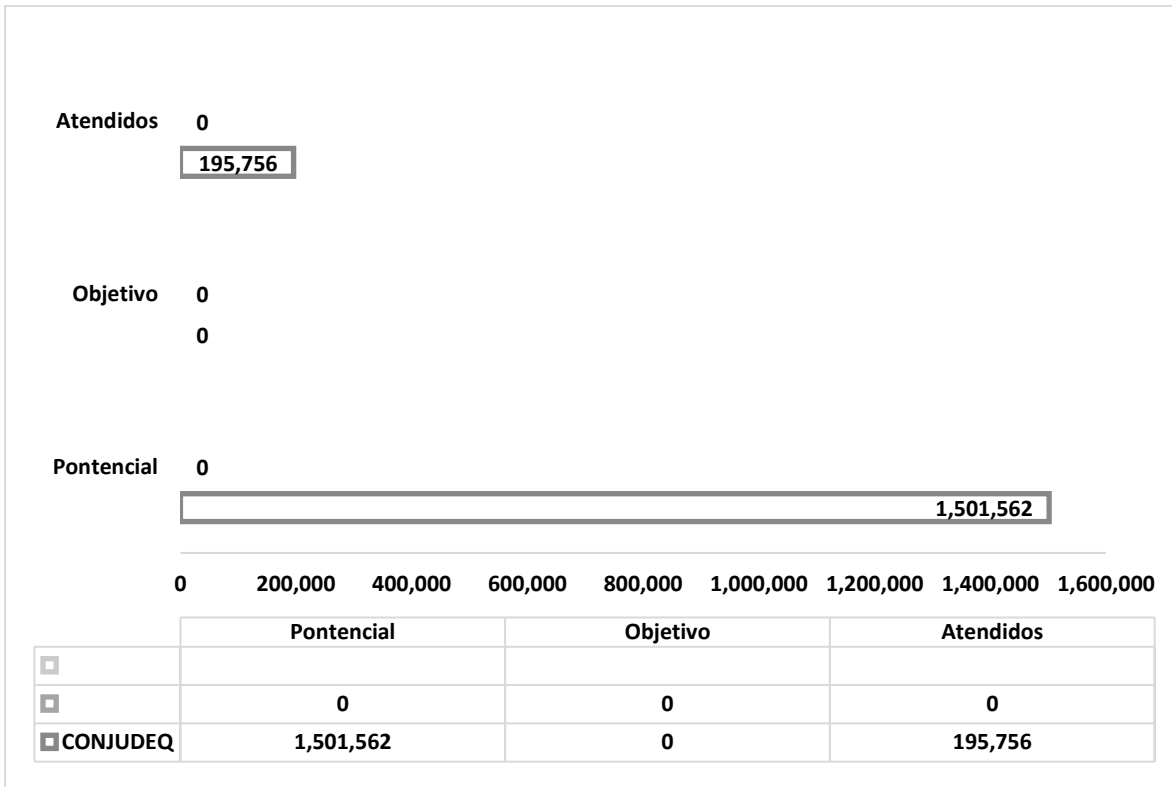 Atendidos 0
195,756
Objetivo 0
0
Pontencial 0
1,501,562
0 200,000 400,000 600,000 800,000 1,000,000 1,200,000 1,400,000 1,600,000
Pontencial Objetivo Atendidos
0 0 0
CONJUDEQ 1,501,562 0 195,756